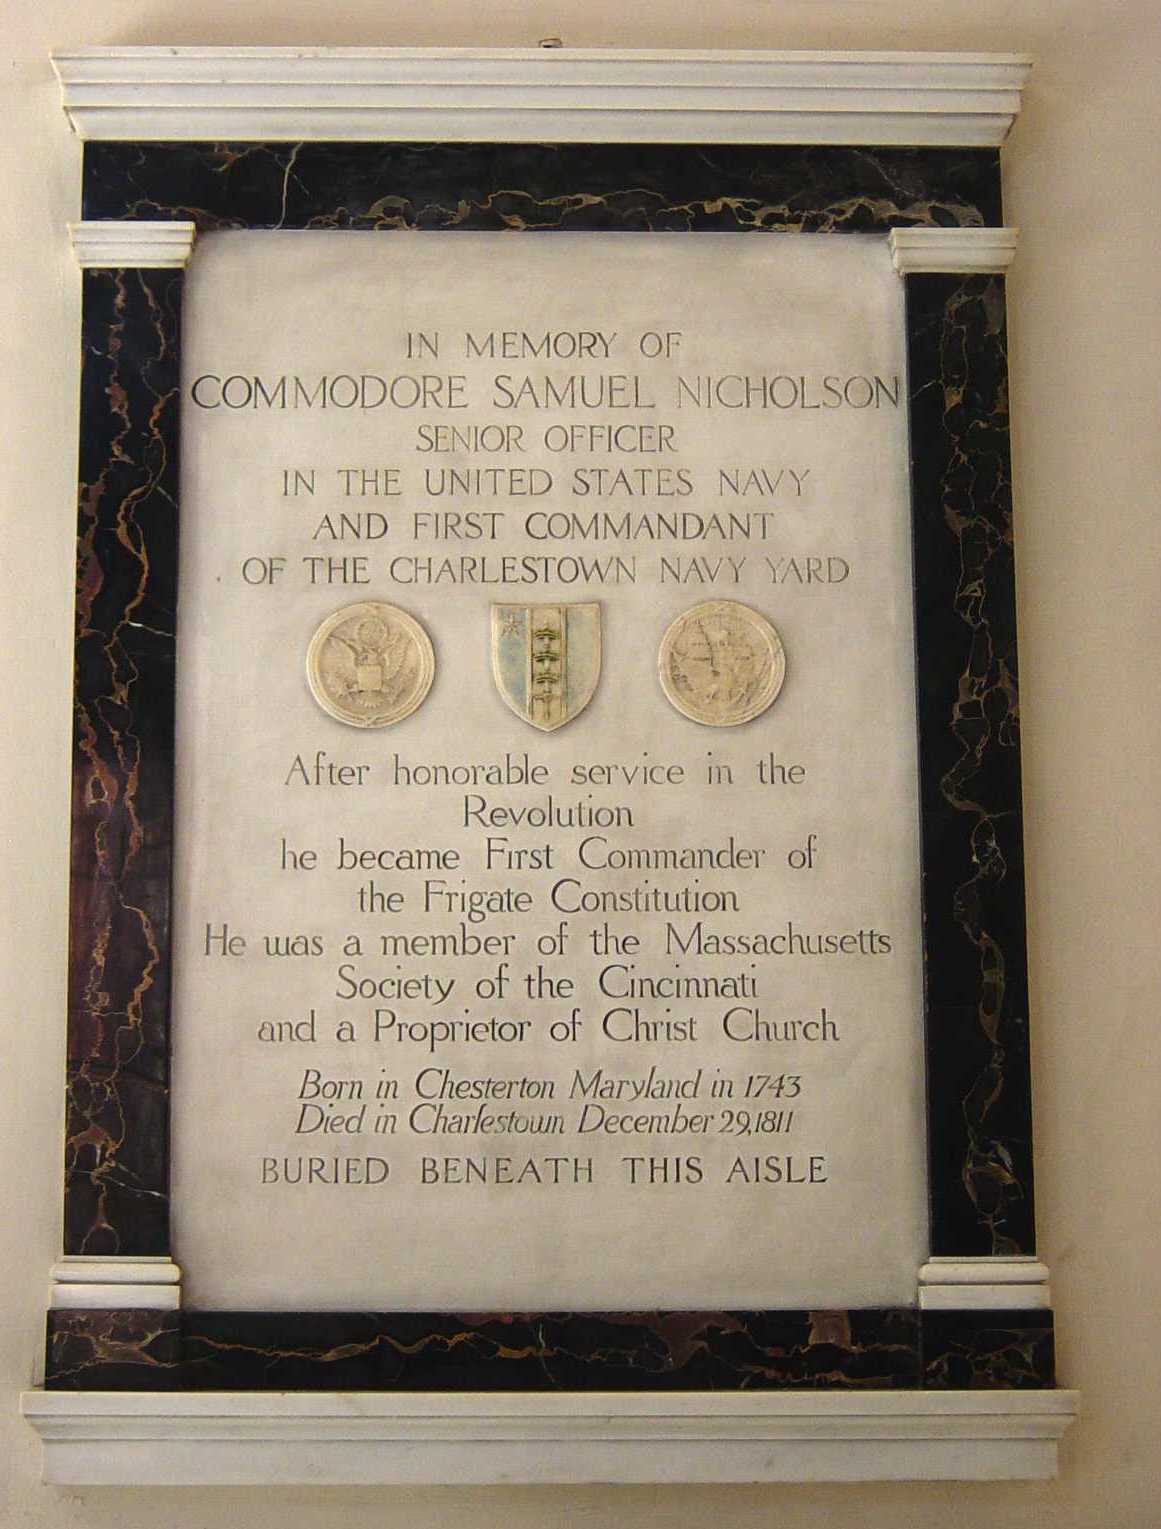 IN MEMORY OF
COMMODORE SAMUEL NICHOLSON
SENIOR OFFICER
IN THE UNITED STATES NAVY
AND FIRST COMMANDANT
OF THE CHARLESTOWN NAVY YARD
After honorable service in the
Revolution
he became First Commander of
the Frigate Constitution
He was a member of the Massachusetts
Society of the Cincinnati
and a Proprietor of Christ Church
Born in Chesterton Maryland in 1743
Died in Charlestown December 29, 1811
BURIED BENEATH THIS AISLE